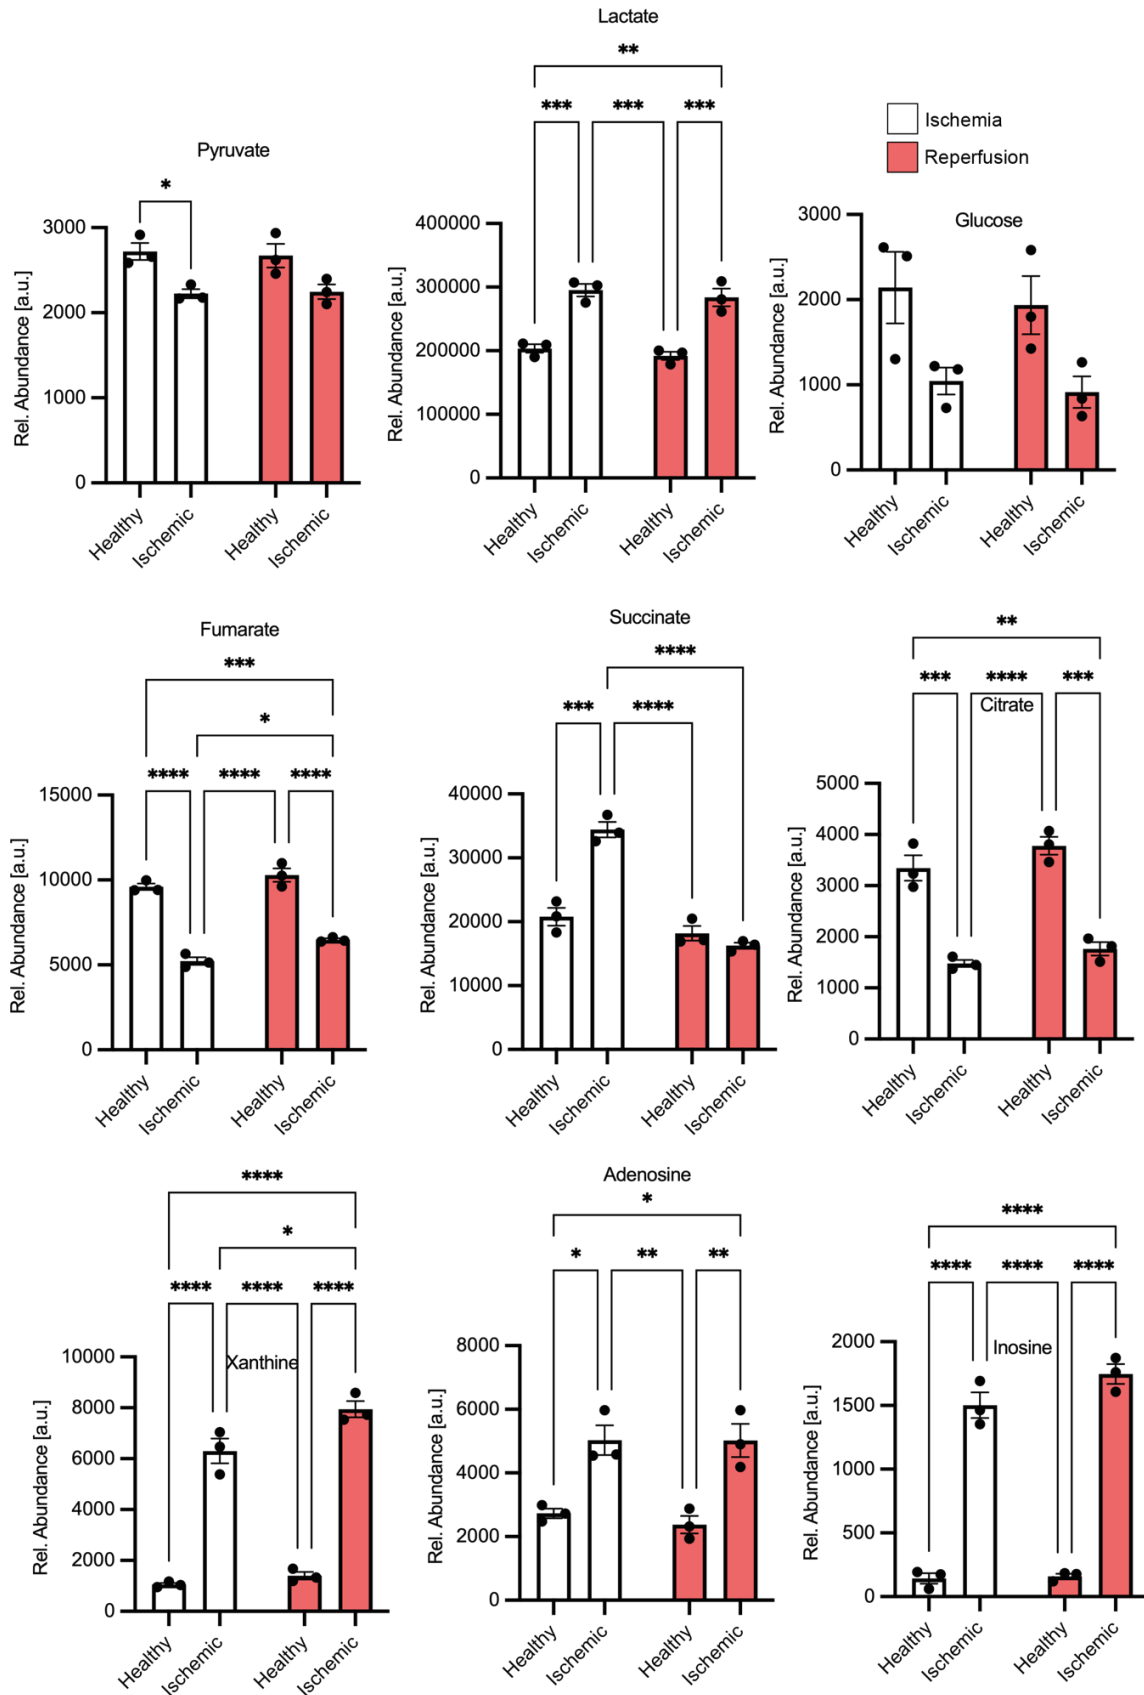 Lactate
**
*** *** ***
Ischemia
Reperfusion
Pyruvate
*
3000
2000
1000
0
Rel. Abundance [a.u.]
Healthy
Ischemic
Healthy
Ischemic
400000
300000
200000
100000
0
Rel. Abundance [a.u.]
Healthy
Ischemic
Healthy
Ischemic
Glucose
3000
2000
1000
0
Rel. Abundance [a.u.]
Healthy
Ischemic
Healthy
Ischemic
Fumarate
***
*
**** **** ****
15000
10000
5000
0
Rel. Abundance [a.u.]
Healthy
Ischemic
Healthy
Ischemic
Succinate
****
*** ****
40000
30000
20000
10000
0
Rel. Abundance [a.u.]
Healthy
Ischemic
Healthy
Ischemic
**
*** **** ***
Citrate
5000
4000
3000
2000
1000
0
Rel. Abundance [a.u.]
Healthy
Ischemic
Healthy
Ischemic
****
*
**** **** ****
Xanthine
10000
8000
6000
4000
2000
0
Rel. Abundance [a.u.]
Healthy
Ischemic
Healthy
Ischemic
Adenosine
*
* ** **
8000
6000
4000
2000
0
Rel. Abundance [a.u.]
Healthy
Ischemic
Healthy
Ischemic
****
**** **** ****
Inosine
2000
1500
1000
500
0
Rel. Abundance [a.u.]
Healthy
Ischemic
Healthy
Ischemic